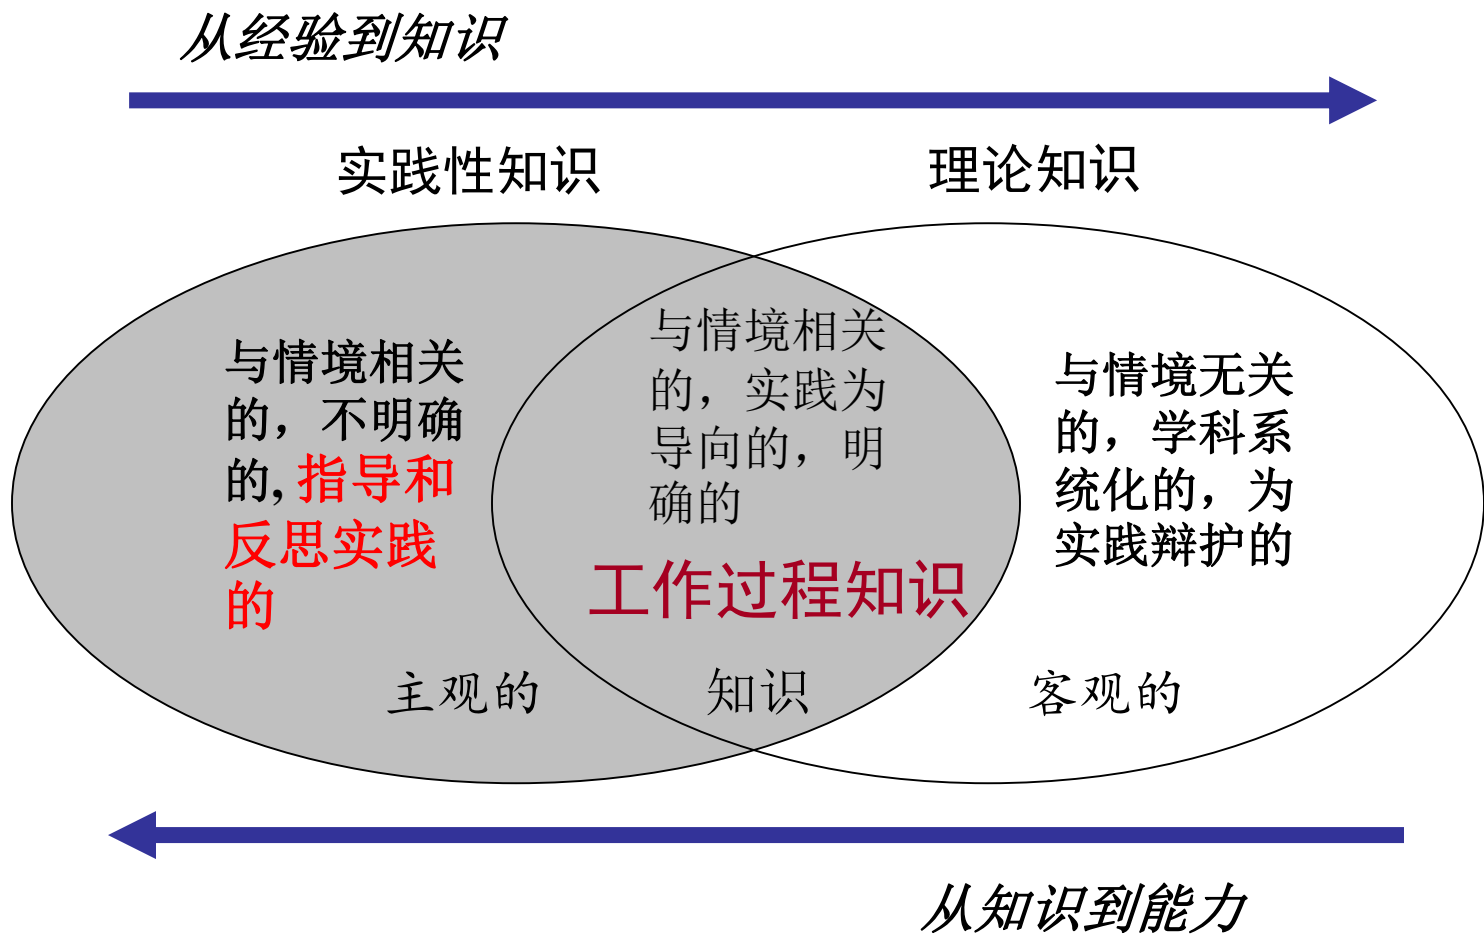 从经验到知识
实践性知识
理论知识
与情境相关
的，不明确
的,指导和
反思实践
的
与情境相关
的，实践为
导向的，明
确的
工作过程知识
与情境无关
的，学科系
统化的，为
实践辩护的
主观的
知识
客观的
从知识到能力